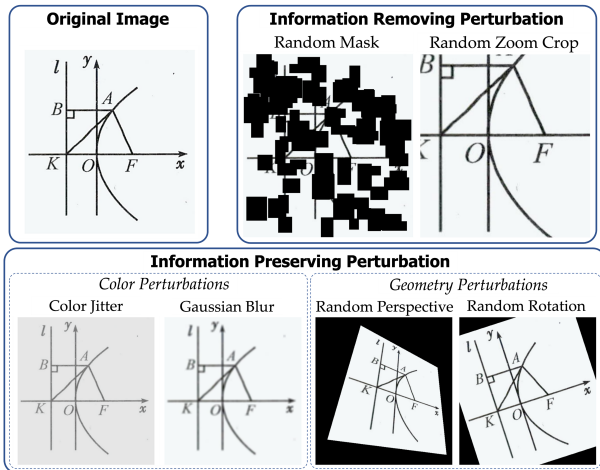 Original Image
l
y
B
A
K
O
F
x
Information Removing Perturbation
Random Mask
Random Zoom Crop
B
K
O
F
Information Preserving Perturbation
Color Perturbations
Color Jitter
l
y
B
A
K
O
F
x
Gaussian Blur
l
y
B
A
K
O
F
x
Geometry Perturbations
Random Perspective
l
y
B
A
K
O
F
x
Random Rotation
l
y
B
A
K
O
F
x